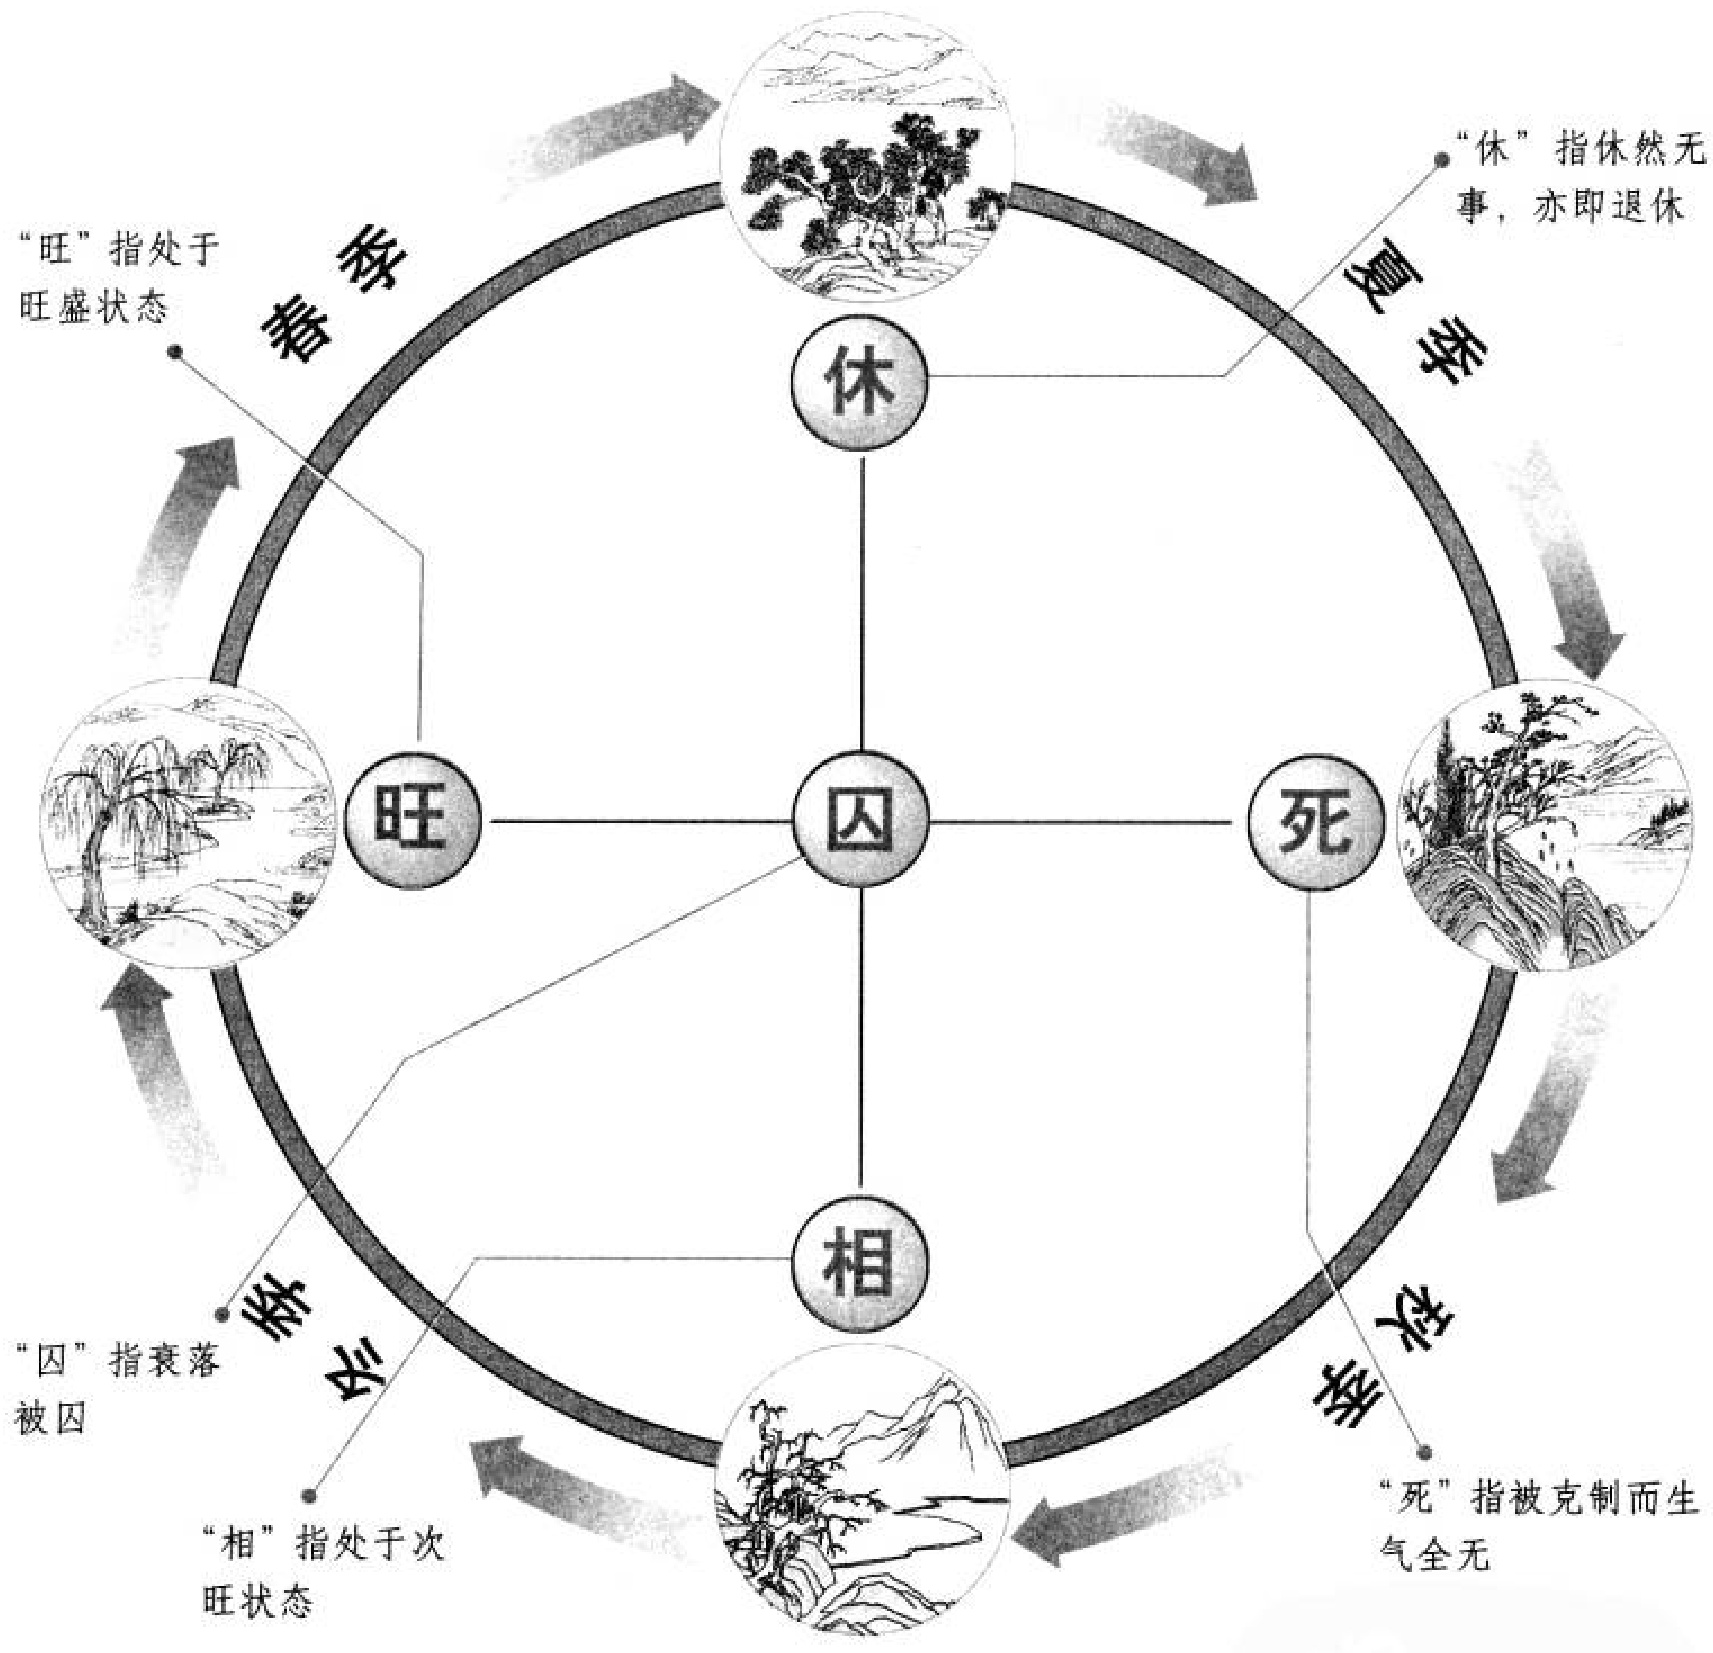 “休”指休然无
事，亦即退休
“旺”指处于
旺盛状态
春季
夏季
休
旺
囚
死
相
冬季
秋季
“囚”指衰落
被囚
“死”指被克制而生
气全无
“相”指处于次
旺状态